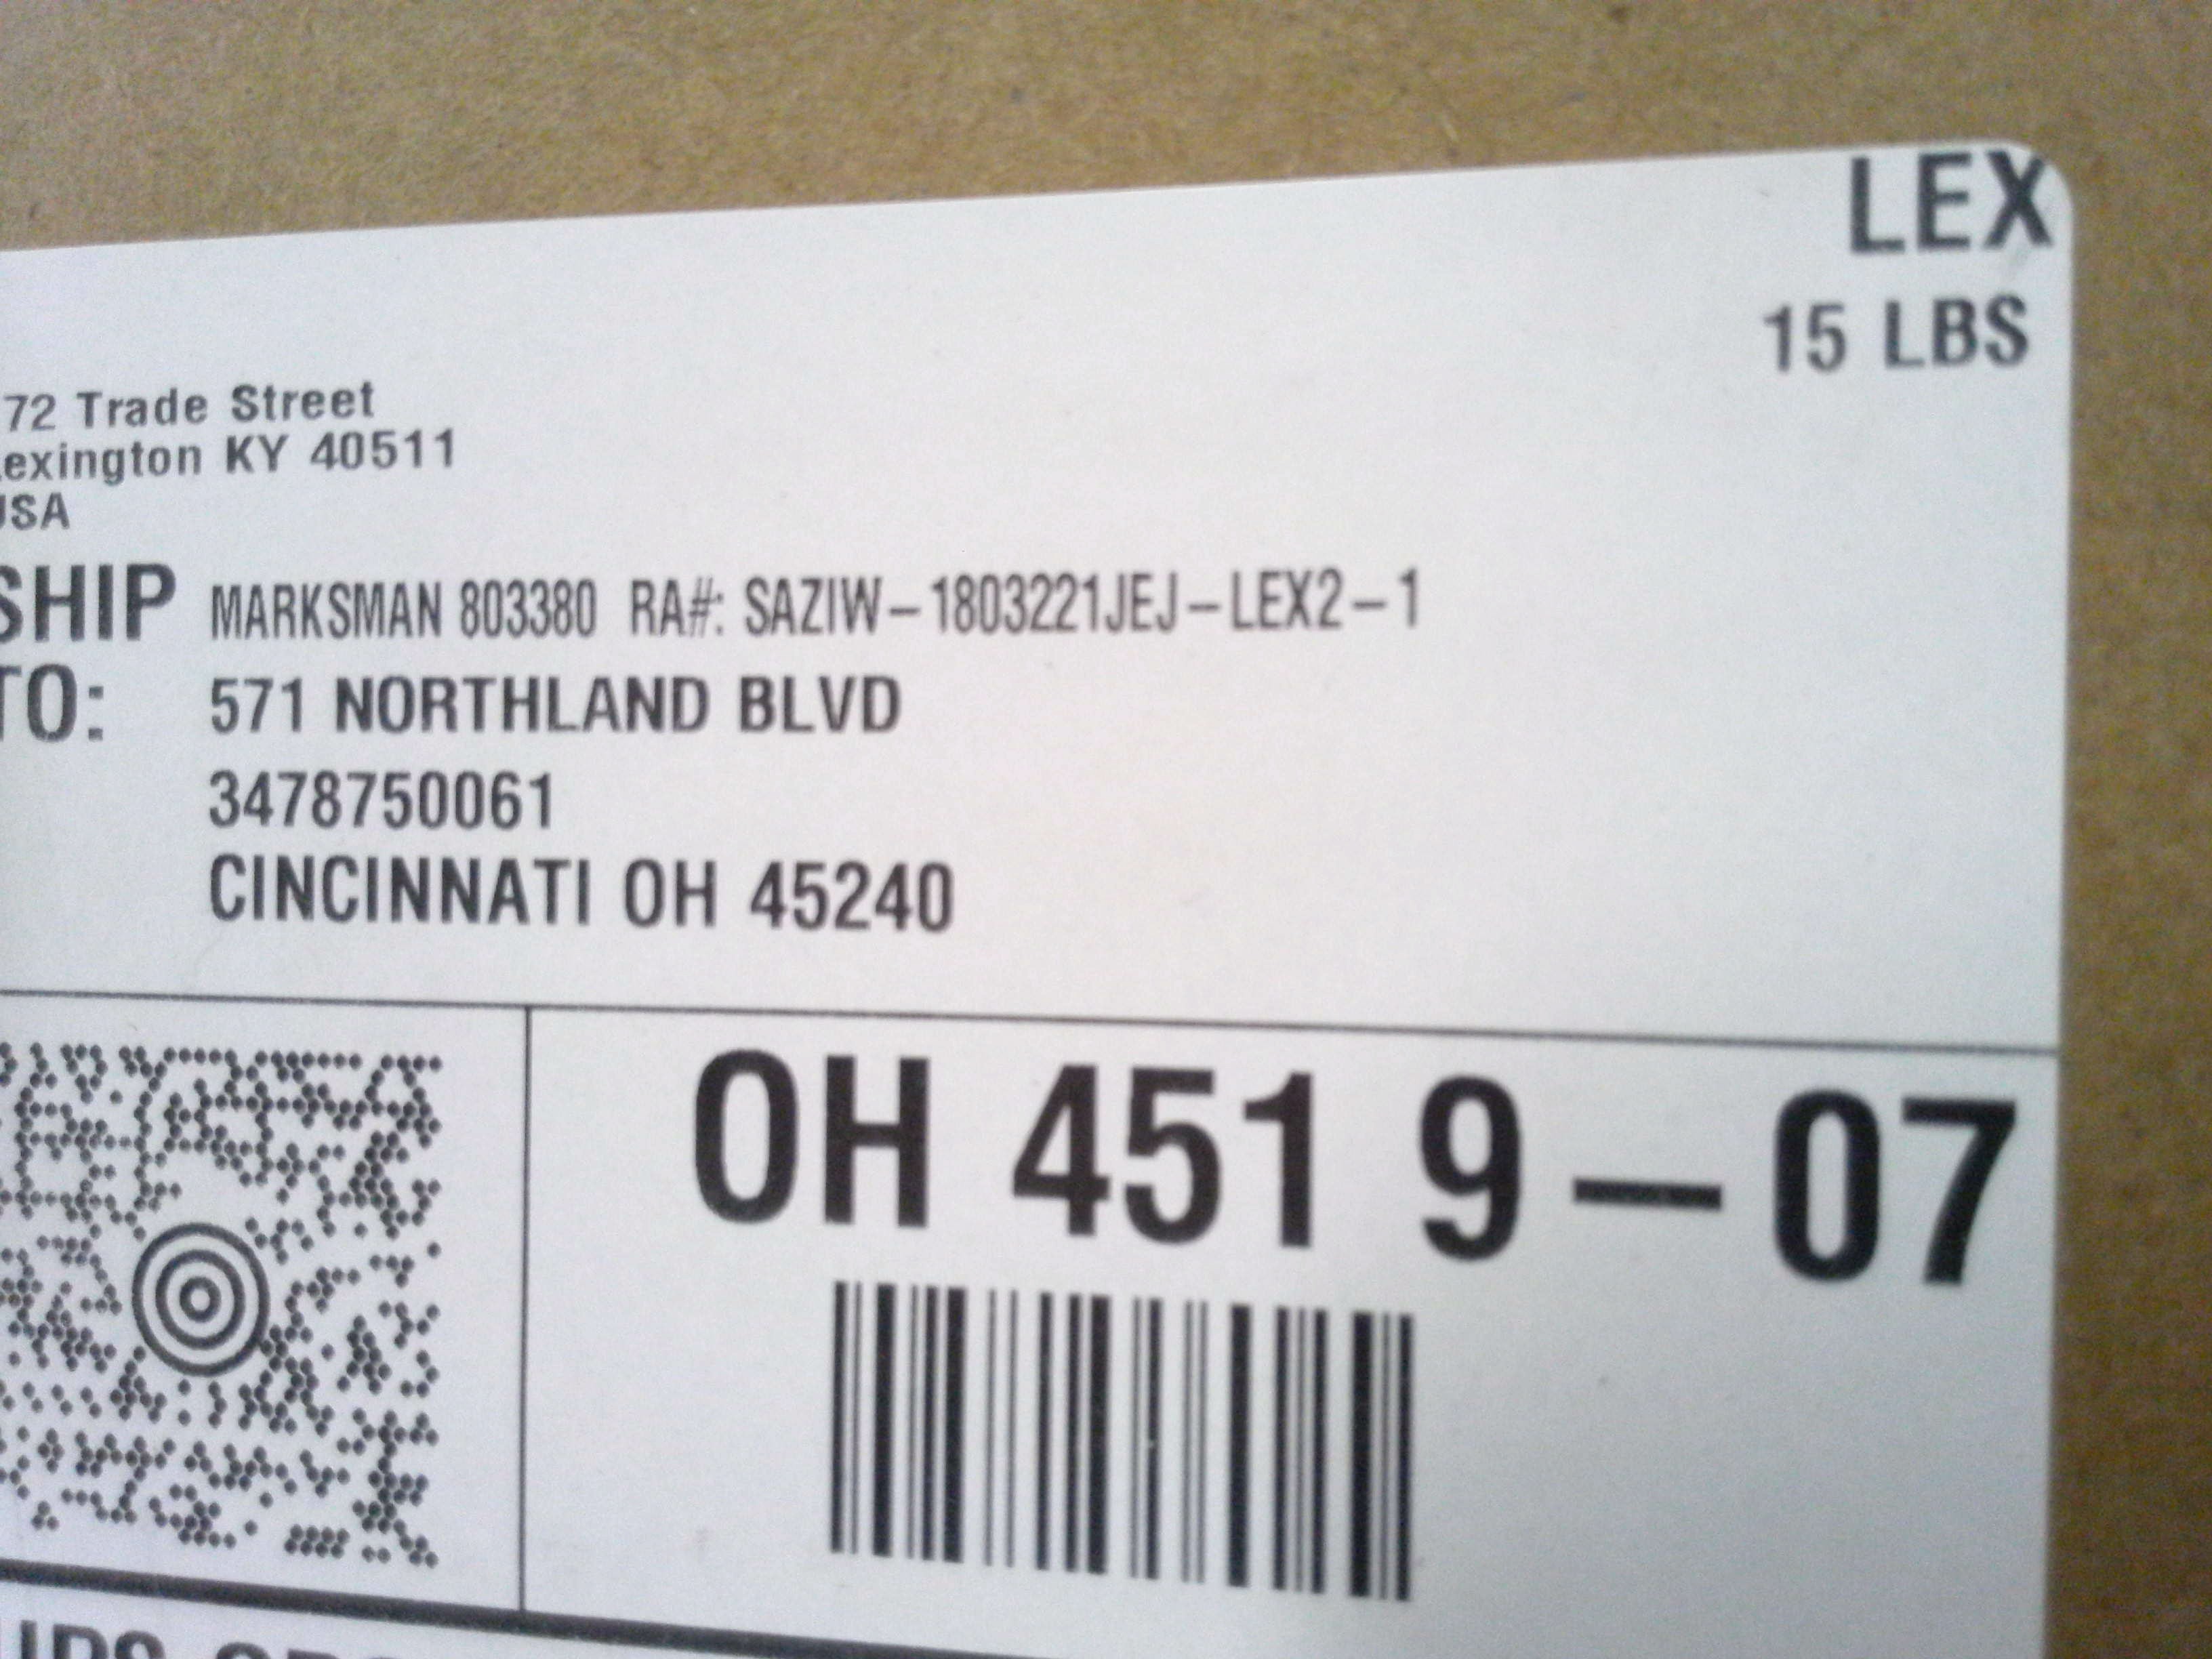 LEX
15 LBS
72 Trade Street
exington KY 40511
USA
SHIP TO:
MARKSMAN 803380 RA#: SAZIW-1803221JEJ-LEX2-1
571 NORTHLAND BLVD
3478750061
CINCINNATI OH 45240
OH 451 9-07